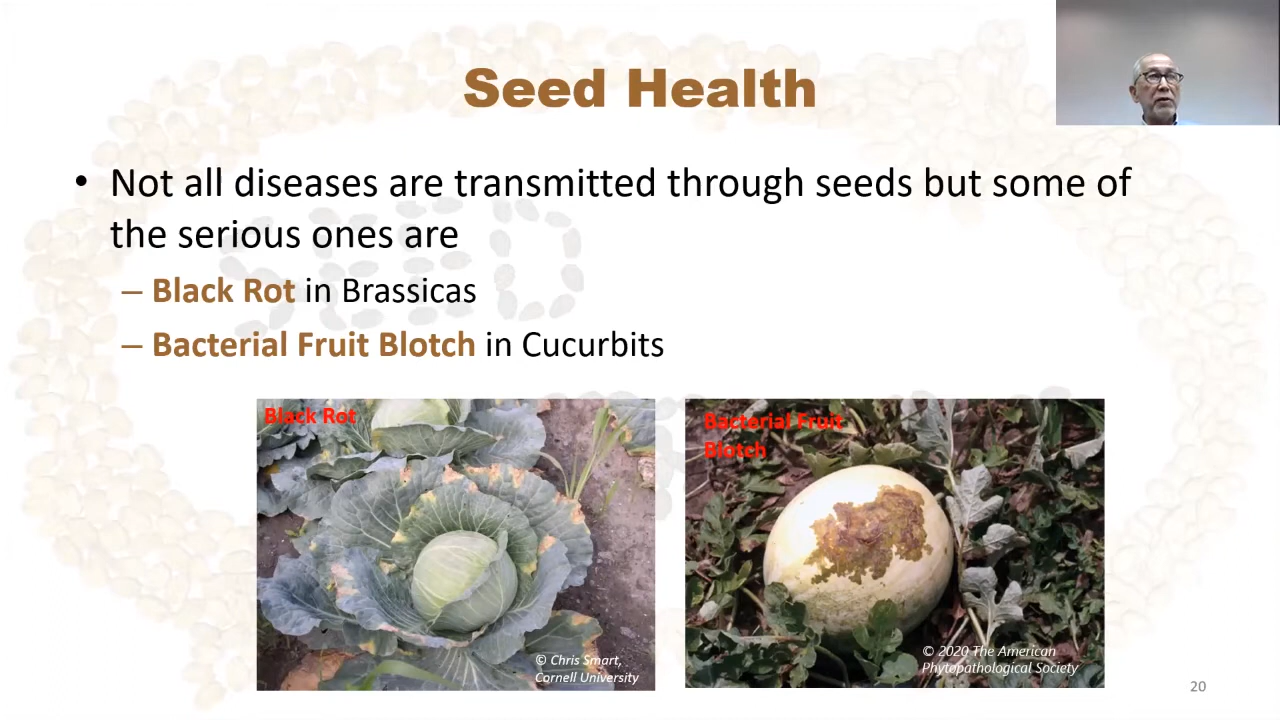 Seed Health
• Not all diseases are transmitted through seeds but some of
the serious ones are
– Black Rot in Brassicas
– Bacterial Fruit Blotch in Cucurbits
Black Rot
© Chris Smart,
Cornell University
Bacterial Fruit
Blotch
© 2020 The American
Phytopathological Society
20
SEED